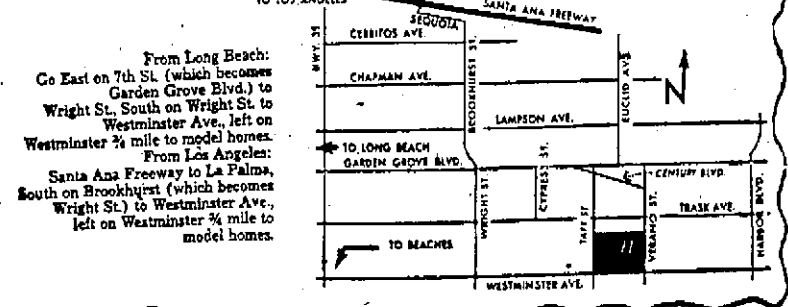 TO LOS ANGELES
SANTA ANA FREEWAY
SEQUOIA
CERRITOS AVE.
HWY. 39
From Long Beach:
Go East on 7th St. (which becomes
Garden Grove Blvd.) to
Wright St., South on Wright St. to
Westminster Ave., left on
Westminster ¾ mile to model homes.
From Los Angeles:
Santa Ana Freeway to La Palma,
South on Brookhurst (which becomes
Wright St.) to Westminster Ave.,
left on Westminster ¾ mile to
model homes.
CHAPMAN AVE.
BROOKHURST ST.
EUCLID AVE
N
LAMPSON AVE.
TO LONG BEACH
GARDEN GROVE BLVD.
WRIGHT ST.
CYPRESS ST.
CENTURY BLVD.
TAFT ST
VERANO ST.
TRASK AVE.
HARBOR BLVD.
TO BEACHES
WESTMINSTER AVE.